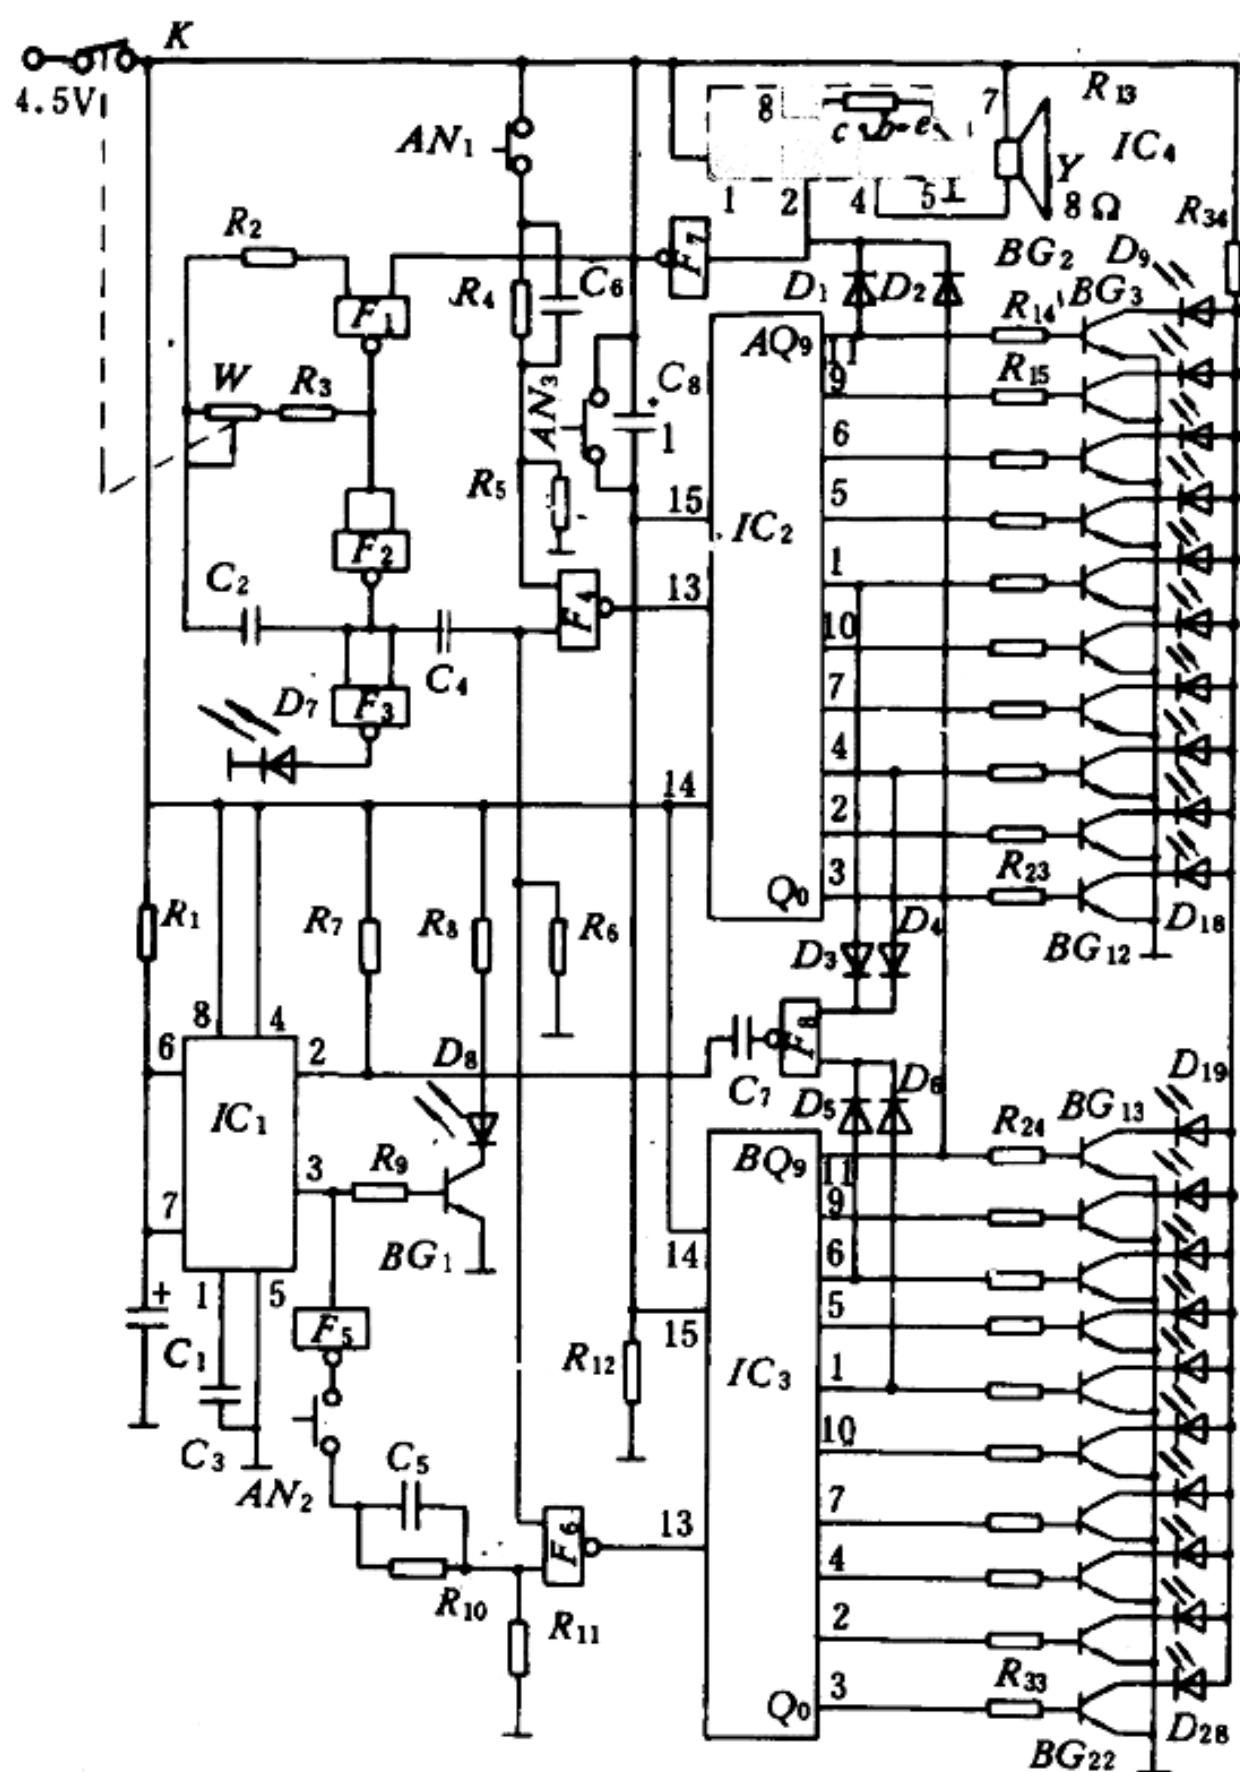 K
4.5V
R13
8
7
c b e
AN1
IC4
Y
8Ω
1
2
4
5
R2
F7
R34
BG2
D9
R4
C6
D1
D2
BG3
F1
R14
AQ9
11
W
R3
AN3
C8
9
R15
1
6
R5
15
IC2
5
F2
C2
1
F4
13
10
C4
D7
F3
7
4
14
2
Q0
3
R23
R1
R7
R8
R6
D4
D18
D3
BG12
8
4
F8
6
2
D8
C7
D5
D6
D19
IC1
R24
BG13
BQ9
11
3
R9
9
7
BG1
14
6
1
5
5
C1
F5
15
R12
IC3
1
C3
10
AN2
C5
7
13
F6
4
R10
R11
2
R33
Q0
3
D28
BG22